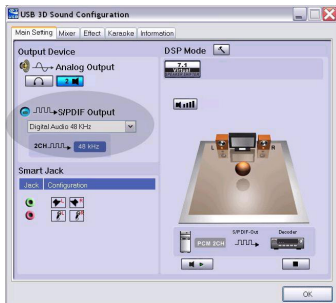 USB 3D Sound Configuration
Main Setting Mixer Effect Karaoke Information
Output Device
Analog Output
2
S/PDIF Output
Digital Audio 48 KHz
2CH. 48 KHz
Smart Jack
Jack Configuration
DSP Mode
7.1
VIRTUAL
L R
S/PDIF-Out Decoder
PCM 2CH
OK